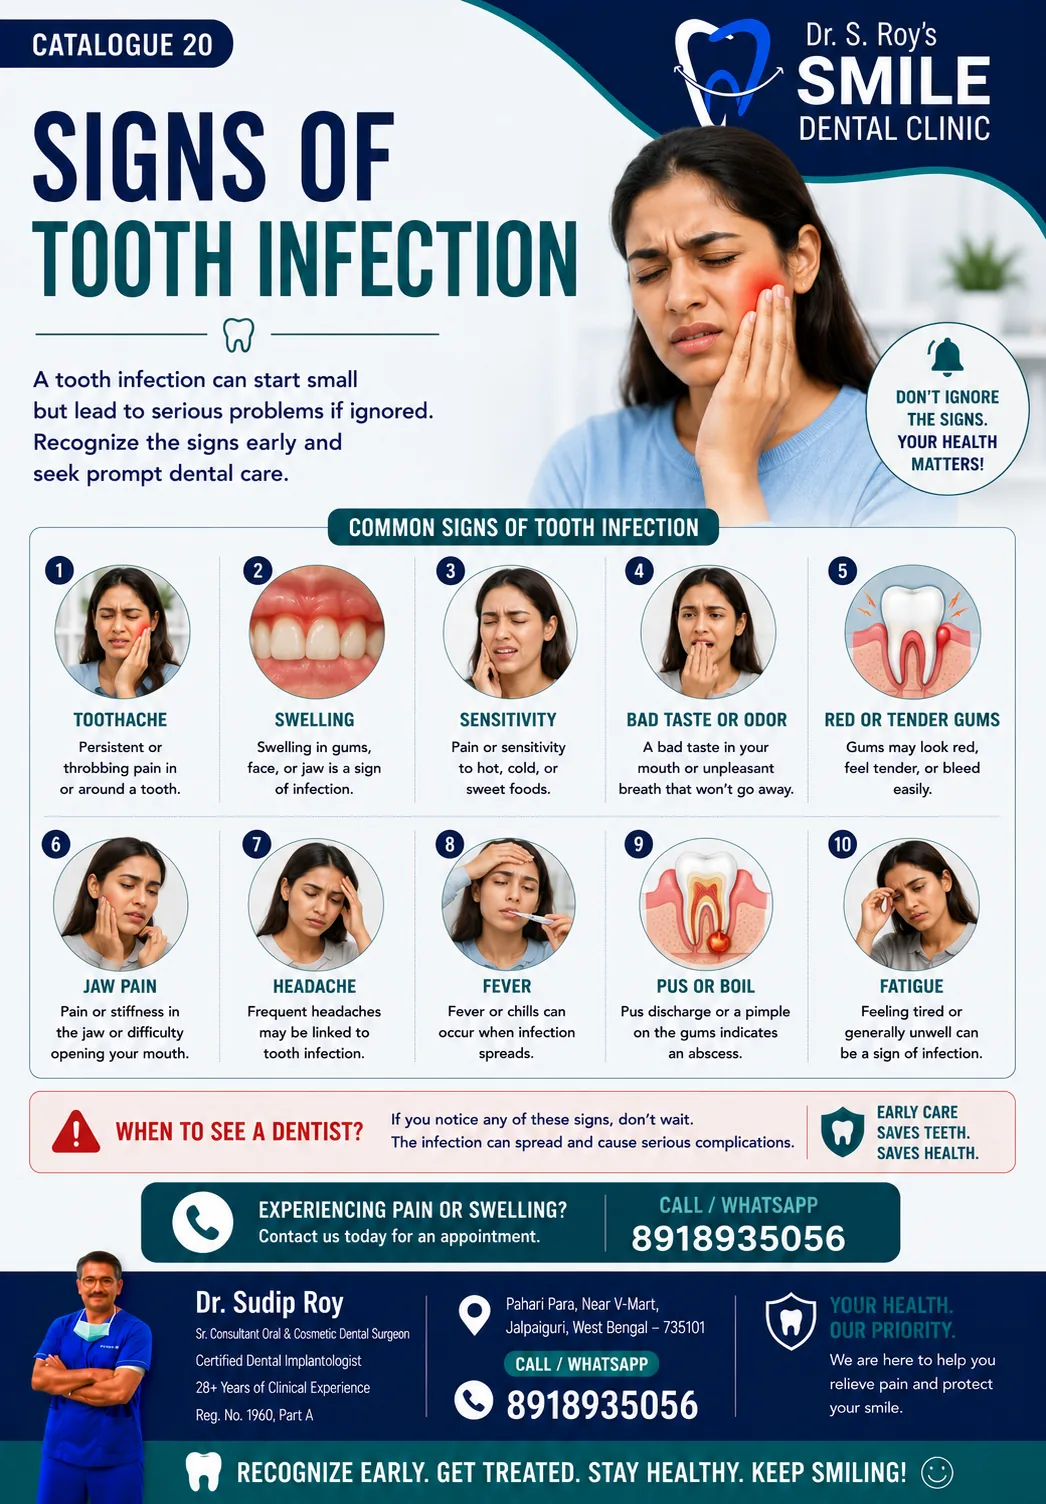 CATALOGUE 20
Dr. S. Roy's
SMILE
DENTAL CLINIC
SIGNS OF
TOOTH INFECTION
A tooth infection can start small
but lead to serious problems if ignored.
Recognize the signs early and
seek prompt dental care.
DON'T IGNORE
THE SIGNS.
YOUR HEALTH
MATTERS!
COMMON SIGNS OF TOOTH INFECTION
1
TOOTHACHE
Persistent or
throbbing pain in
or around a tooth.
2
SWELLING
Swelling in gums,
face, or jaw is a sign
of infection.
3
SENSITIVITY
Pain or sensitivity
to hot, cold, or
sweet foods.
4
BAD TASTE OR ODOR
A bad taste in your
mouth or unpleasant
breath that won't go away.
5
RED OR TENDER GUMS
Gums may look red,
feel tender, or bleed
easily.
6
JAW PAIN
Pain or stiffness in
the jaw or difficulty
opening your mouth.
7
HEADACHE
Frequent headaches
may be linked to
tooth infection.
8
FEVER
Fever or chills can
occur when infection
spreads.
9
PUS OR BOIL
Pus discharge or a pimple
on the gums indicates
an abscess.
10
FATIGUE
Feeling tired or
generally unwell can
be a sign of infection.
WHEN TO SEE A DENTIST?
If you notice any of these signs, don't wait.
The infection can spread and cause serious complications.
EARLY CARE
SAVES TEETH.
SAVES HEALTH.
EXPERIENCING PAIN OR SWELLING?
Contact us today for an appointment.
CALL / WHATSAPP
8918935056
Dr. Sudip Roy
Sr. Consultant Oral & Cosmetic Dental Surgeon
Certified Dental Implantologist
28+ Years of Clinical Experience
Reg. No. 1960, Part A
Pahari Para, Near V-Mart,
Jalpaiguri, West Bengal – 735101
CALL / WHATSAPP
8918935056
YOUR HEALTH.
OUR PRIORITY.
We are here to help you
relieve pain and protect
your smile.
RECOGNIZE EARLY. GET TREATED. STAY HEALTHY. KEEP SMILING!